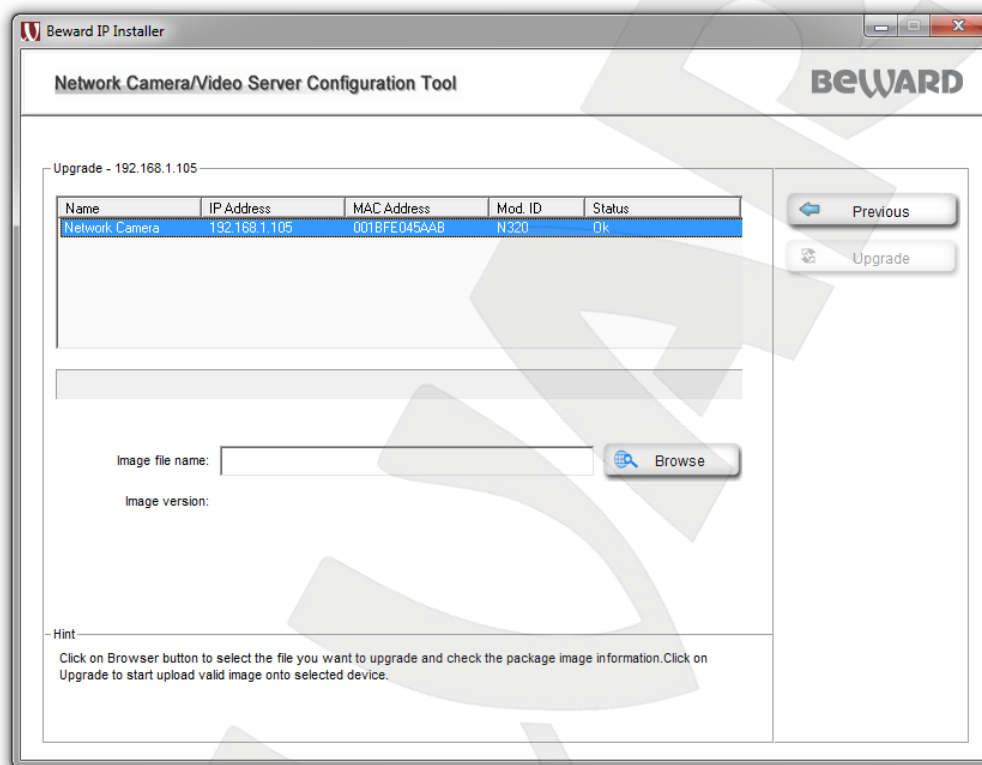 Beward IP Installer
Network Camera/Video Server Configuration Tool
BEWARD
Upgrade - 192.168.1.105
Name IP Address MAC Address Mod. ID Status
Network Camera 192.168.1.105 001BFE045AAB N320 Ok
Previous
Upgrade
Image file name:
Browse
Image version:
Hint
Click on Browser button to select the file you want to upgrade and check the package image information.Click on
Upgrade to start upload valid image onto selected device.